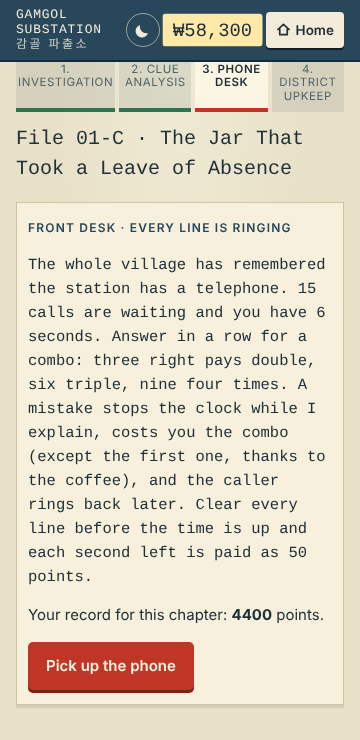 GAMGOL
SUBSTATION
감골 파출소
₩58,300
Home
1.
INVESTIGATION
2. CLUE
ANALYSIS
3. PHONE
DESK
4.
DISTRICT
UPKEEP
File 01-C · The Jar That
Took a Leave of Absence
FRONT DESK · EVERY LINE IS RINGING
The whole village has remembered
the station has a telephone. 15
calls are waiting and you have 6
seconds. Answer in a row for a
combo: three right pays double,
six triple, nine four times. A
mistake stops the clock while I
explain, costs you the combo
(except the first one, thanks to
the coffee), and the caller
rings back later. Clear every
line before the time is up and
each second left is paid as 50
points.
Your record for this chapter: 4400 points.
Pick up the phone